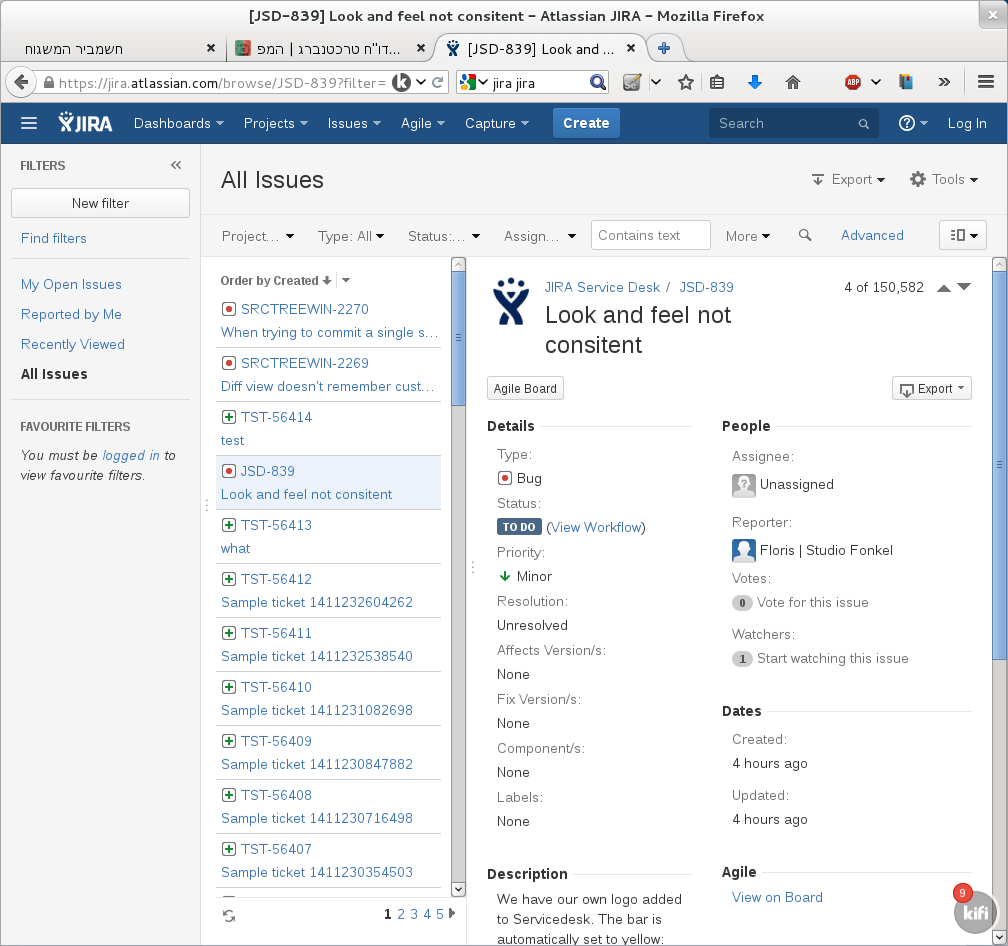 [JSD-839] Look and feel not consitent - Atlassian JIRA - Mozilla Firefox
חשמביר המשגוח
דו"ח טרכטנברג | המפ...
[JSD-839] Look and ...
https://jira.atlassian.com/browse/JSD-839?filter=
jira jira
ABP
JIRA
Dashboards
Projects
Issues
Agile
Capture
Create
Search
Log In
FILTERS
New filter
Find filters
My Open Issues
Reported by Me
Recently Viewed
All Issues
FAVOURITE FILTERS
You must be logged in to
view favourite filters.
All Issues
Export
Tools
Project...
Type: All
Status:...
Assign...
Contains text
More
Advanced
Order by Created
SRCTREEWIN-2270
When trying to commit a single s...
SRCTREEWIN-2269
Diff view doesn't remember cust...
TST-56414
test
JSD-839
Look and feel not consitent
TST-56413
what
TST-56412
Sample ticket 1411232604262
TST-56411
Sample ticket 1411232538540
TST-56410
Sample ticket 1411231082698
TST-56409
Sample ticket 1411230847882
TST-56408
Sample ticket 1411230716498
TST-56407
Sample ticket 1411230354503
1 2 3 4 5
JIRA Service Desk / JSD-839
4 of 150,582
Look and feel not
consitent
Agile Board
Export
Details
Type:
Bug
Status:
TO DO (View Workflow)
Priority:
Minor
Resolution:
Unresolved
Affects Version/s:
None
Fix Version/s:
None
Component/s:
None
Labels:
None
People
Assignee:
Unassigned
Reporter:
Floris | Studio Fonkel
Votes:
0 Vote for this issue
Watchers:
1 Start watching this issue
Dates
Created:
4 hours ago
Updated:
4 hours ago
Description
We have our own logo added
to Servicedesk. The bar is
automatically set to yellow:
Agile
View on Board
9
kifi